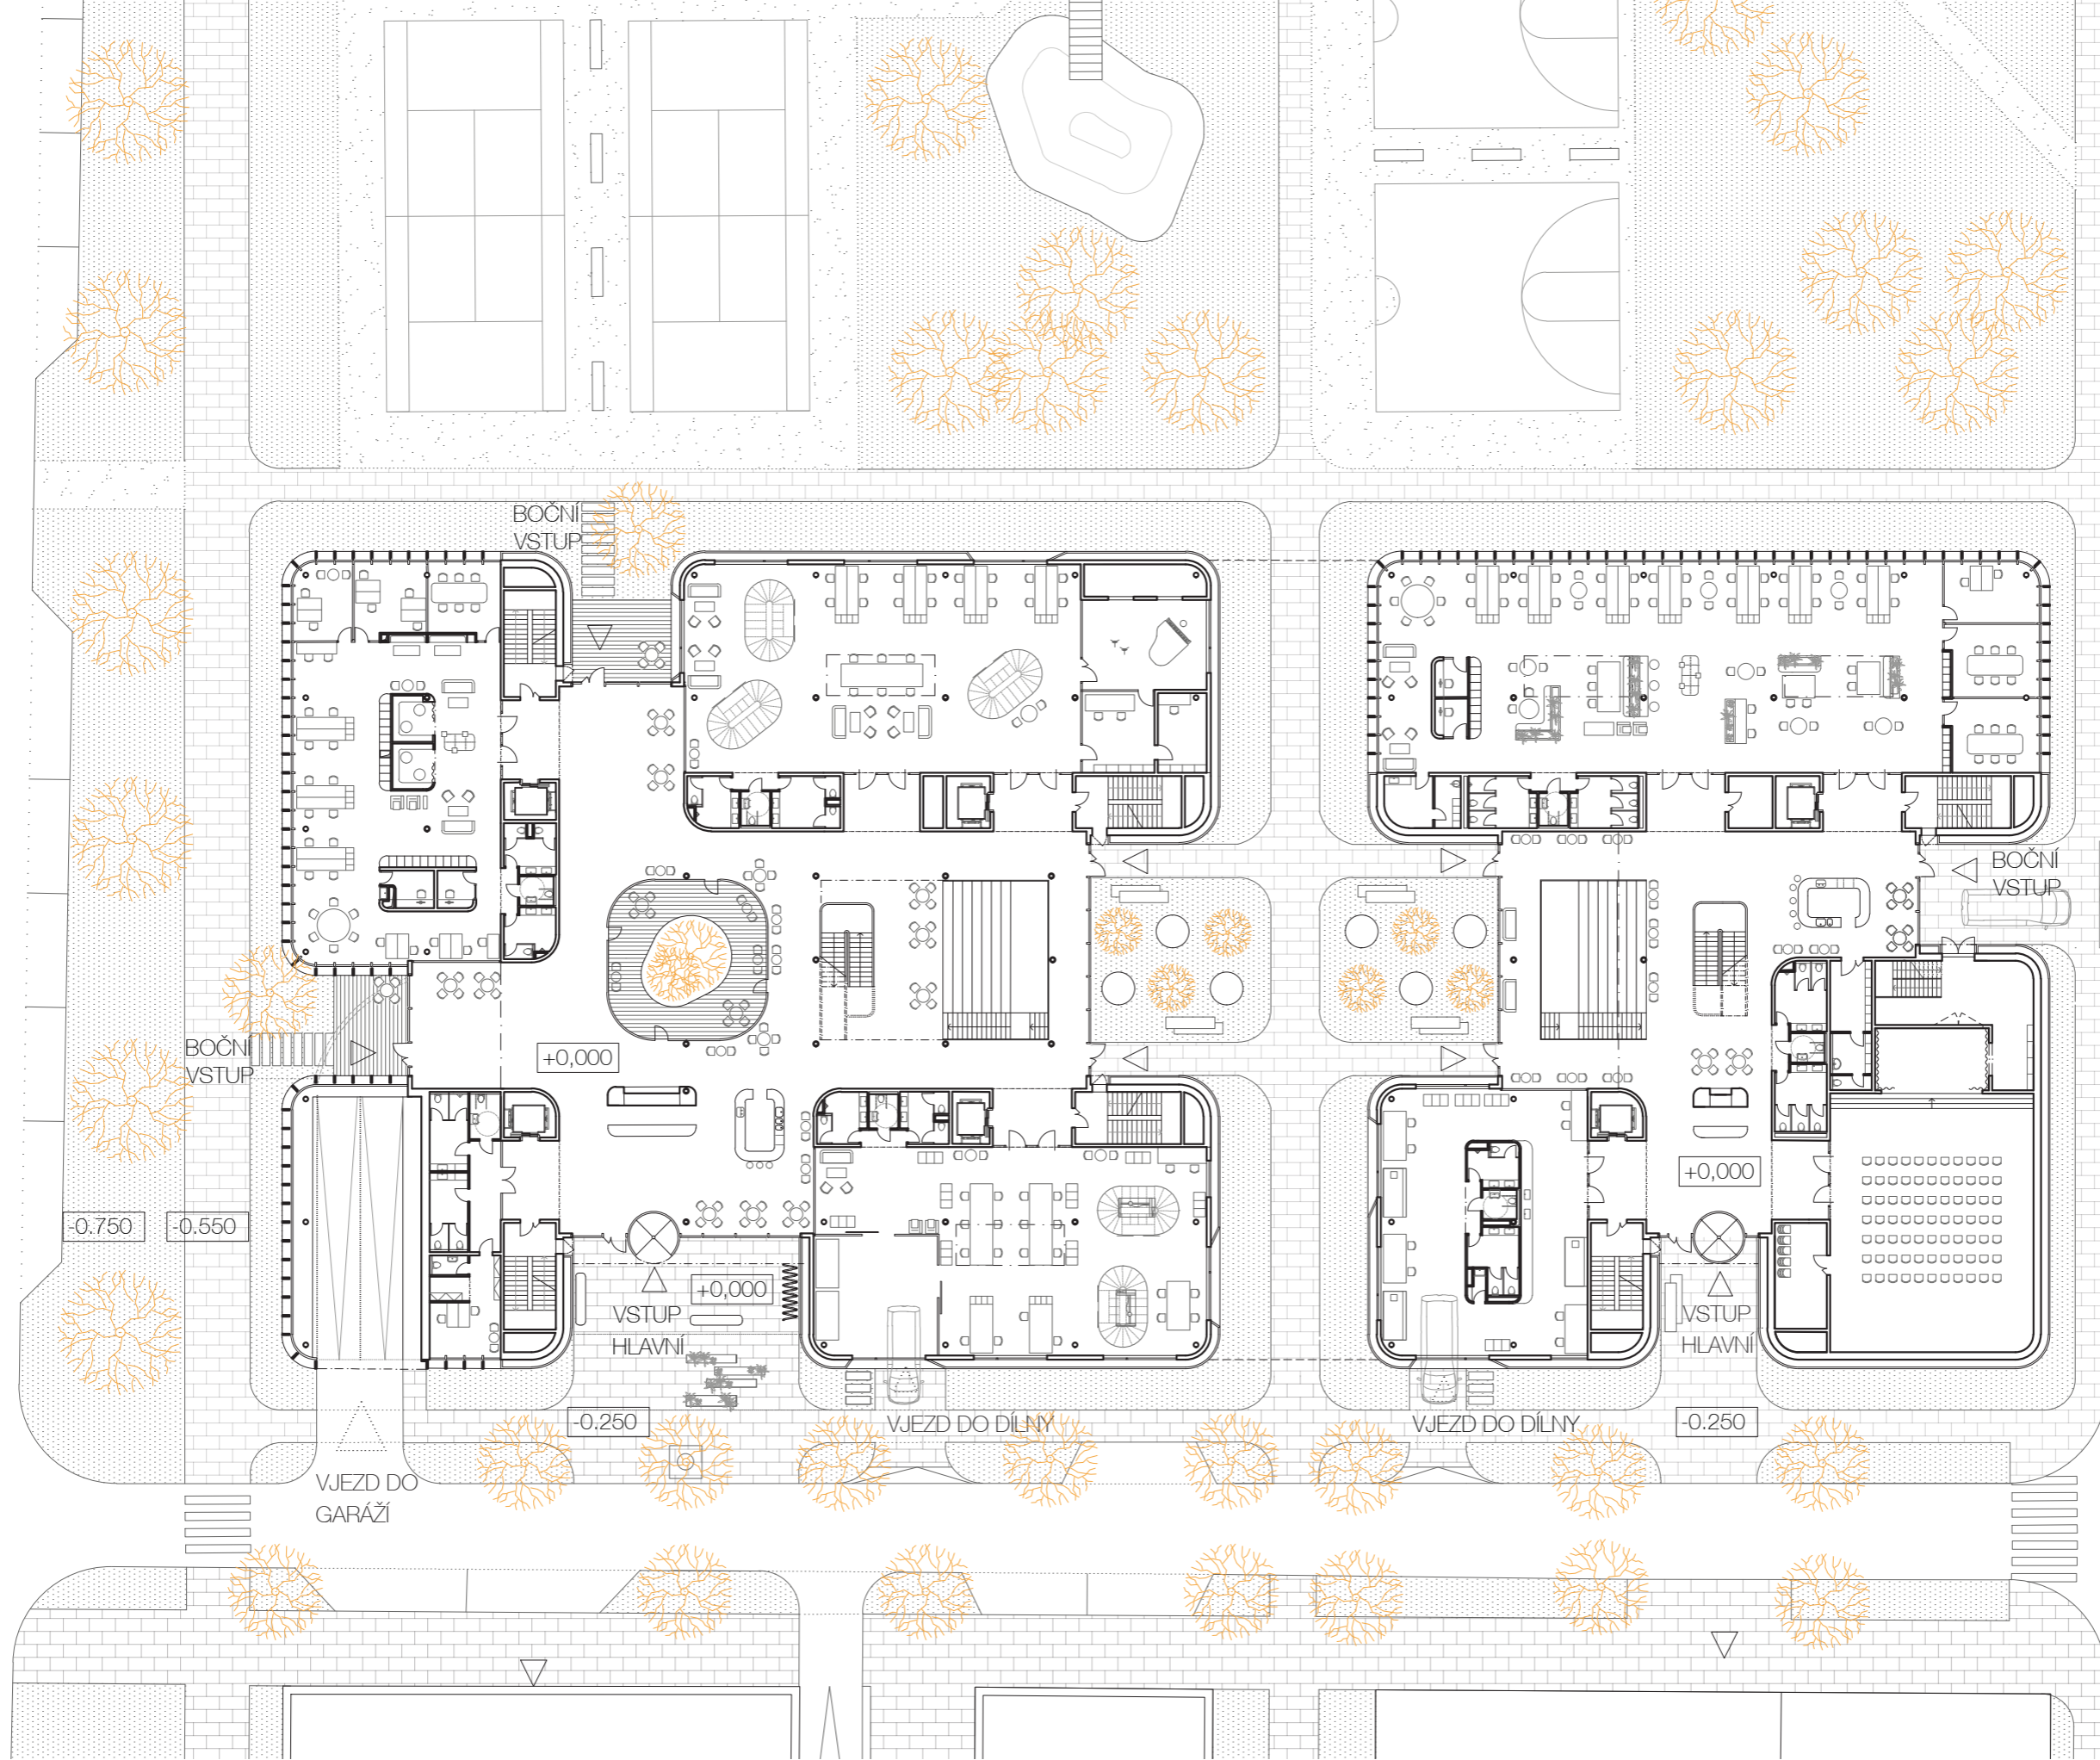 BOČNÍ
VSTUP
BOČNÍ
VSTUP
BOČNÍ
VSTUP
+0,000
+0,000
-0.750
-0.550
+0,000
VSTUP
HLAVNÍ
VSTUP
HLAVNÍ
-0.250
VJEZD DO DÍLNY
VJEZD DO DÍLNY
-0.250
VJEZD DO
GARÁŽÍ